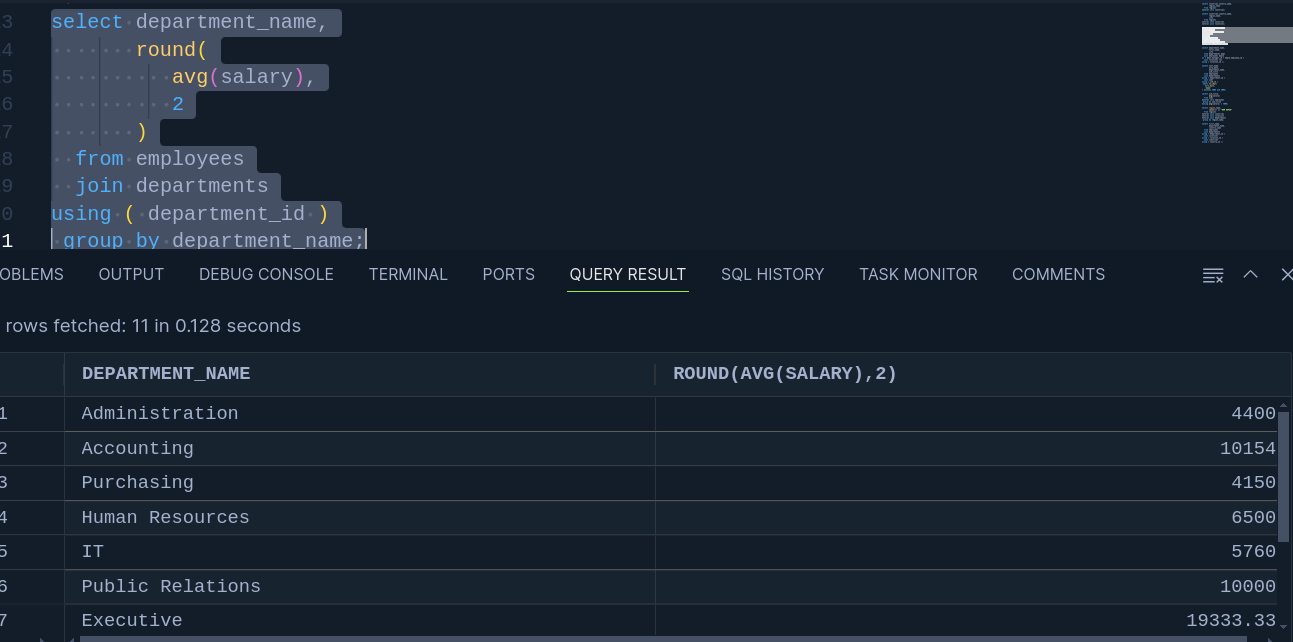 3 select department_name,
4 round(
5 avg(salary),
6 2
7 )
8 from employees
9 join departments
0 using ( department_id )
1 group by department_name;
OBLEMS OUTPUT DEBUG CONSOLE TERMINAL PORTS QUERY RESULT SQL HISTORY TASK MONITOR COMMENTS
rows fetched: 11 in 0.128 seconds
DEPARTMENT_NAME ROUND(AVG(SALARY),2)
1 Administration 4400
2 Accounting 10154
3 Purchasing 4150
4 Human Resources 6500
5 IT 5760
6 Public Relations 10000
7 Executive 19333.33